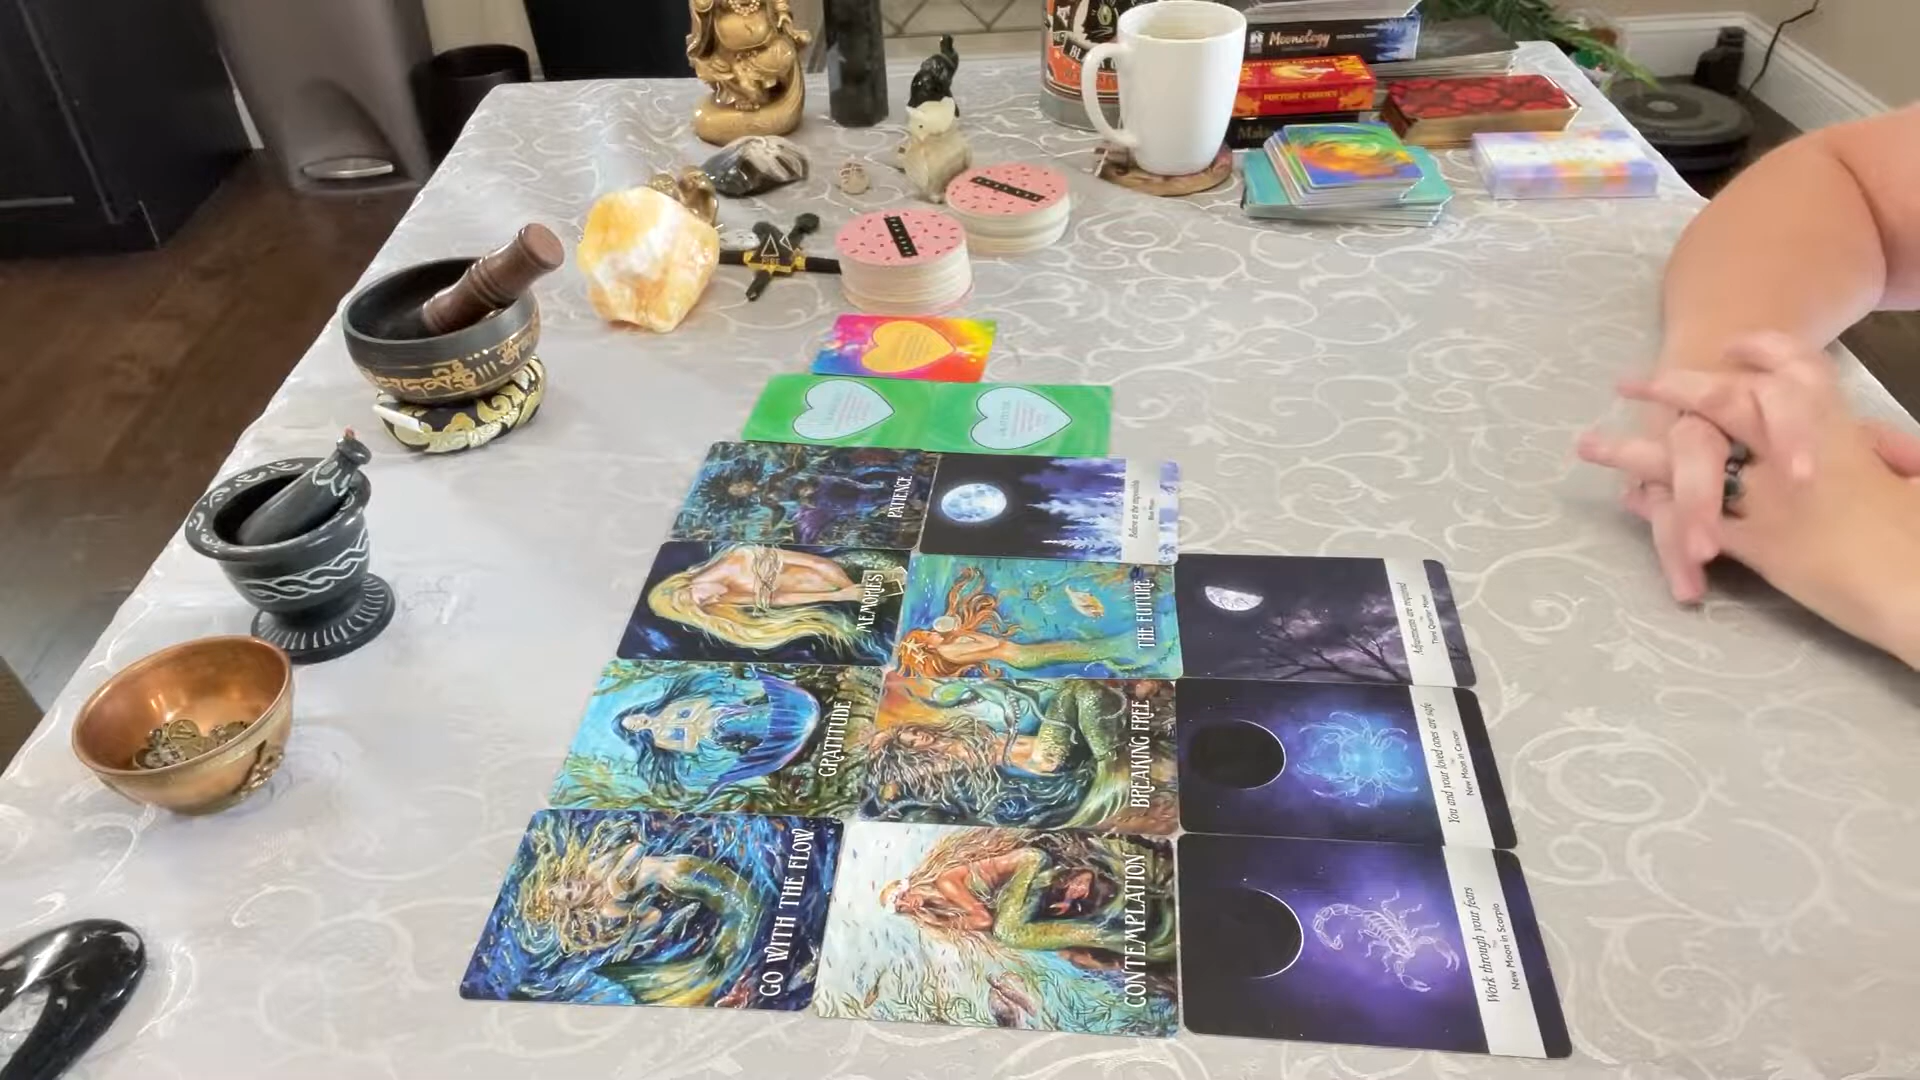 Moonology
FORTUNE COOKIES
FIRE
PATIENCE
Believe in the impossible
Blue Moon
MEMORIES
THE FUTURE
Adjustments are required
Third Quarter Moon
GRATITUDE
BREAKING FREE
You and your loved ones are safe
New Moon in Cancer
GO WITH THE FLOW
CONTEMPLATION
Work through your fears
New Moon in Scorpio